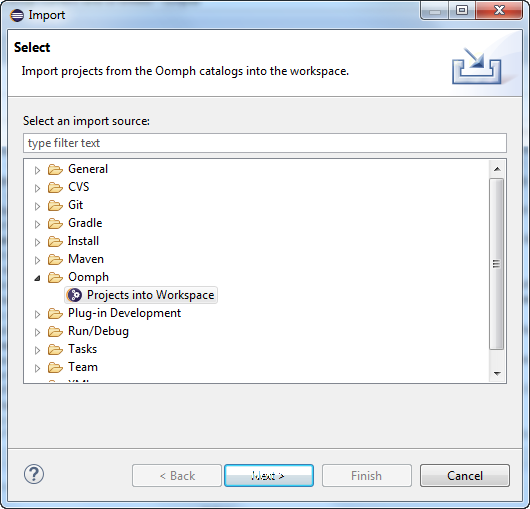 Import
Select
Import projects from the Oomph catalogs into the workspace.
Select an import source:
type filter text
General
CVS
Git
Gradle
Install
Maven
Oomph
Projects into Workspace
Plug-in Development
Run/Debug
Tasks
Team
?
< Back
Next >
Finish
Cancel